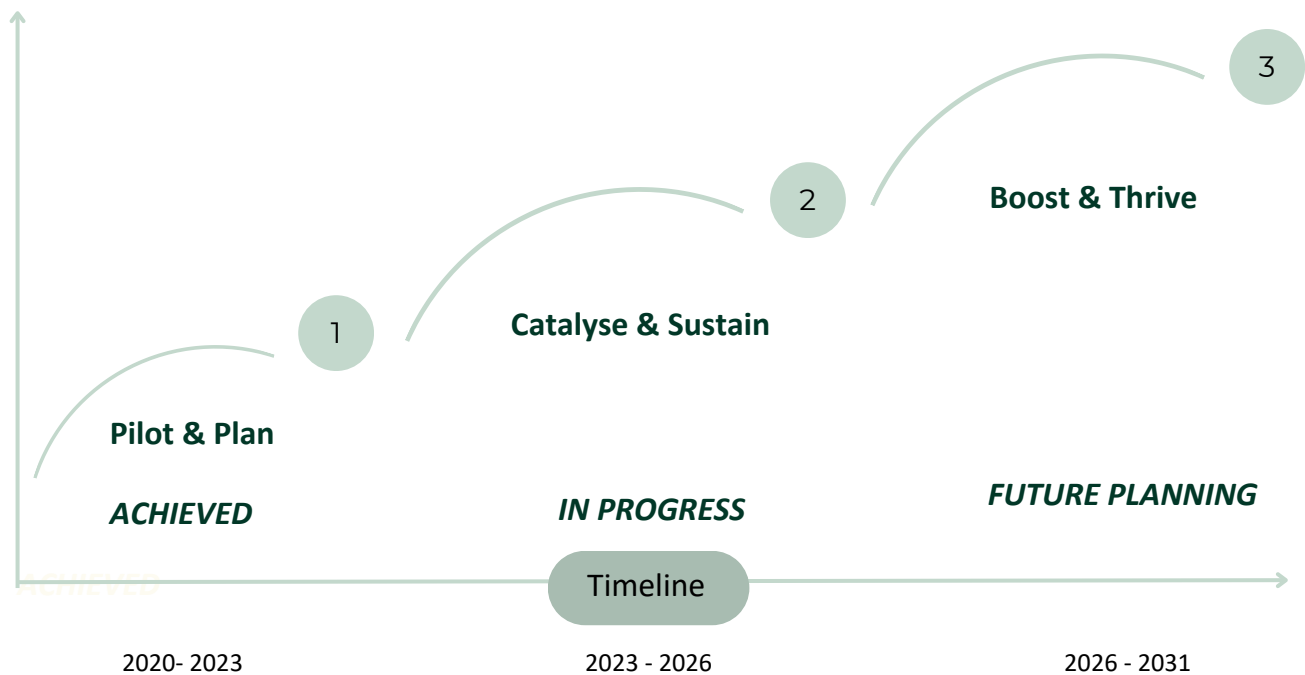 3
2
Boost & Thrive
1
Catalyse & Sustain
Pilot & Plan
ACHIEVED
IN PROGRESS
FUTURE PLANNING
ACHIEVED
Timeline
2020- 2023
2023 - 2026
2026 - 2031